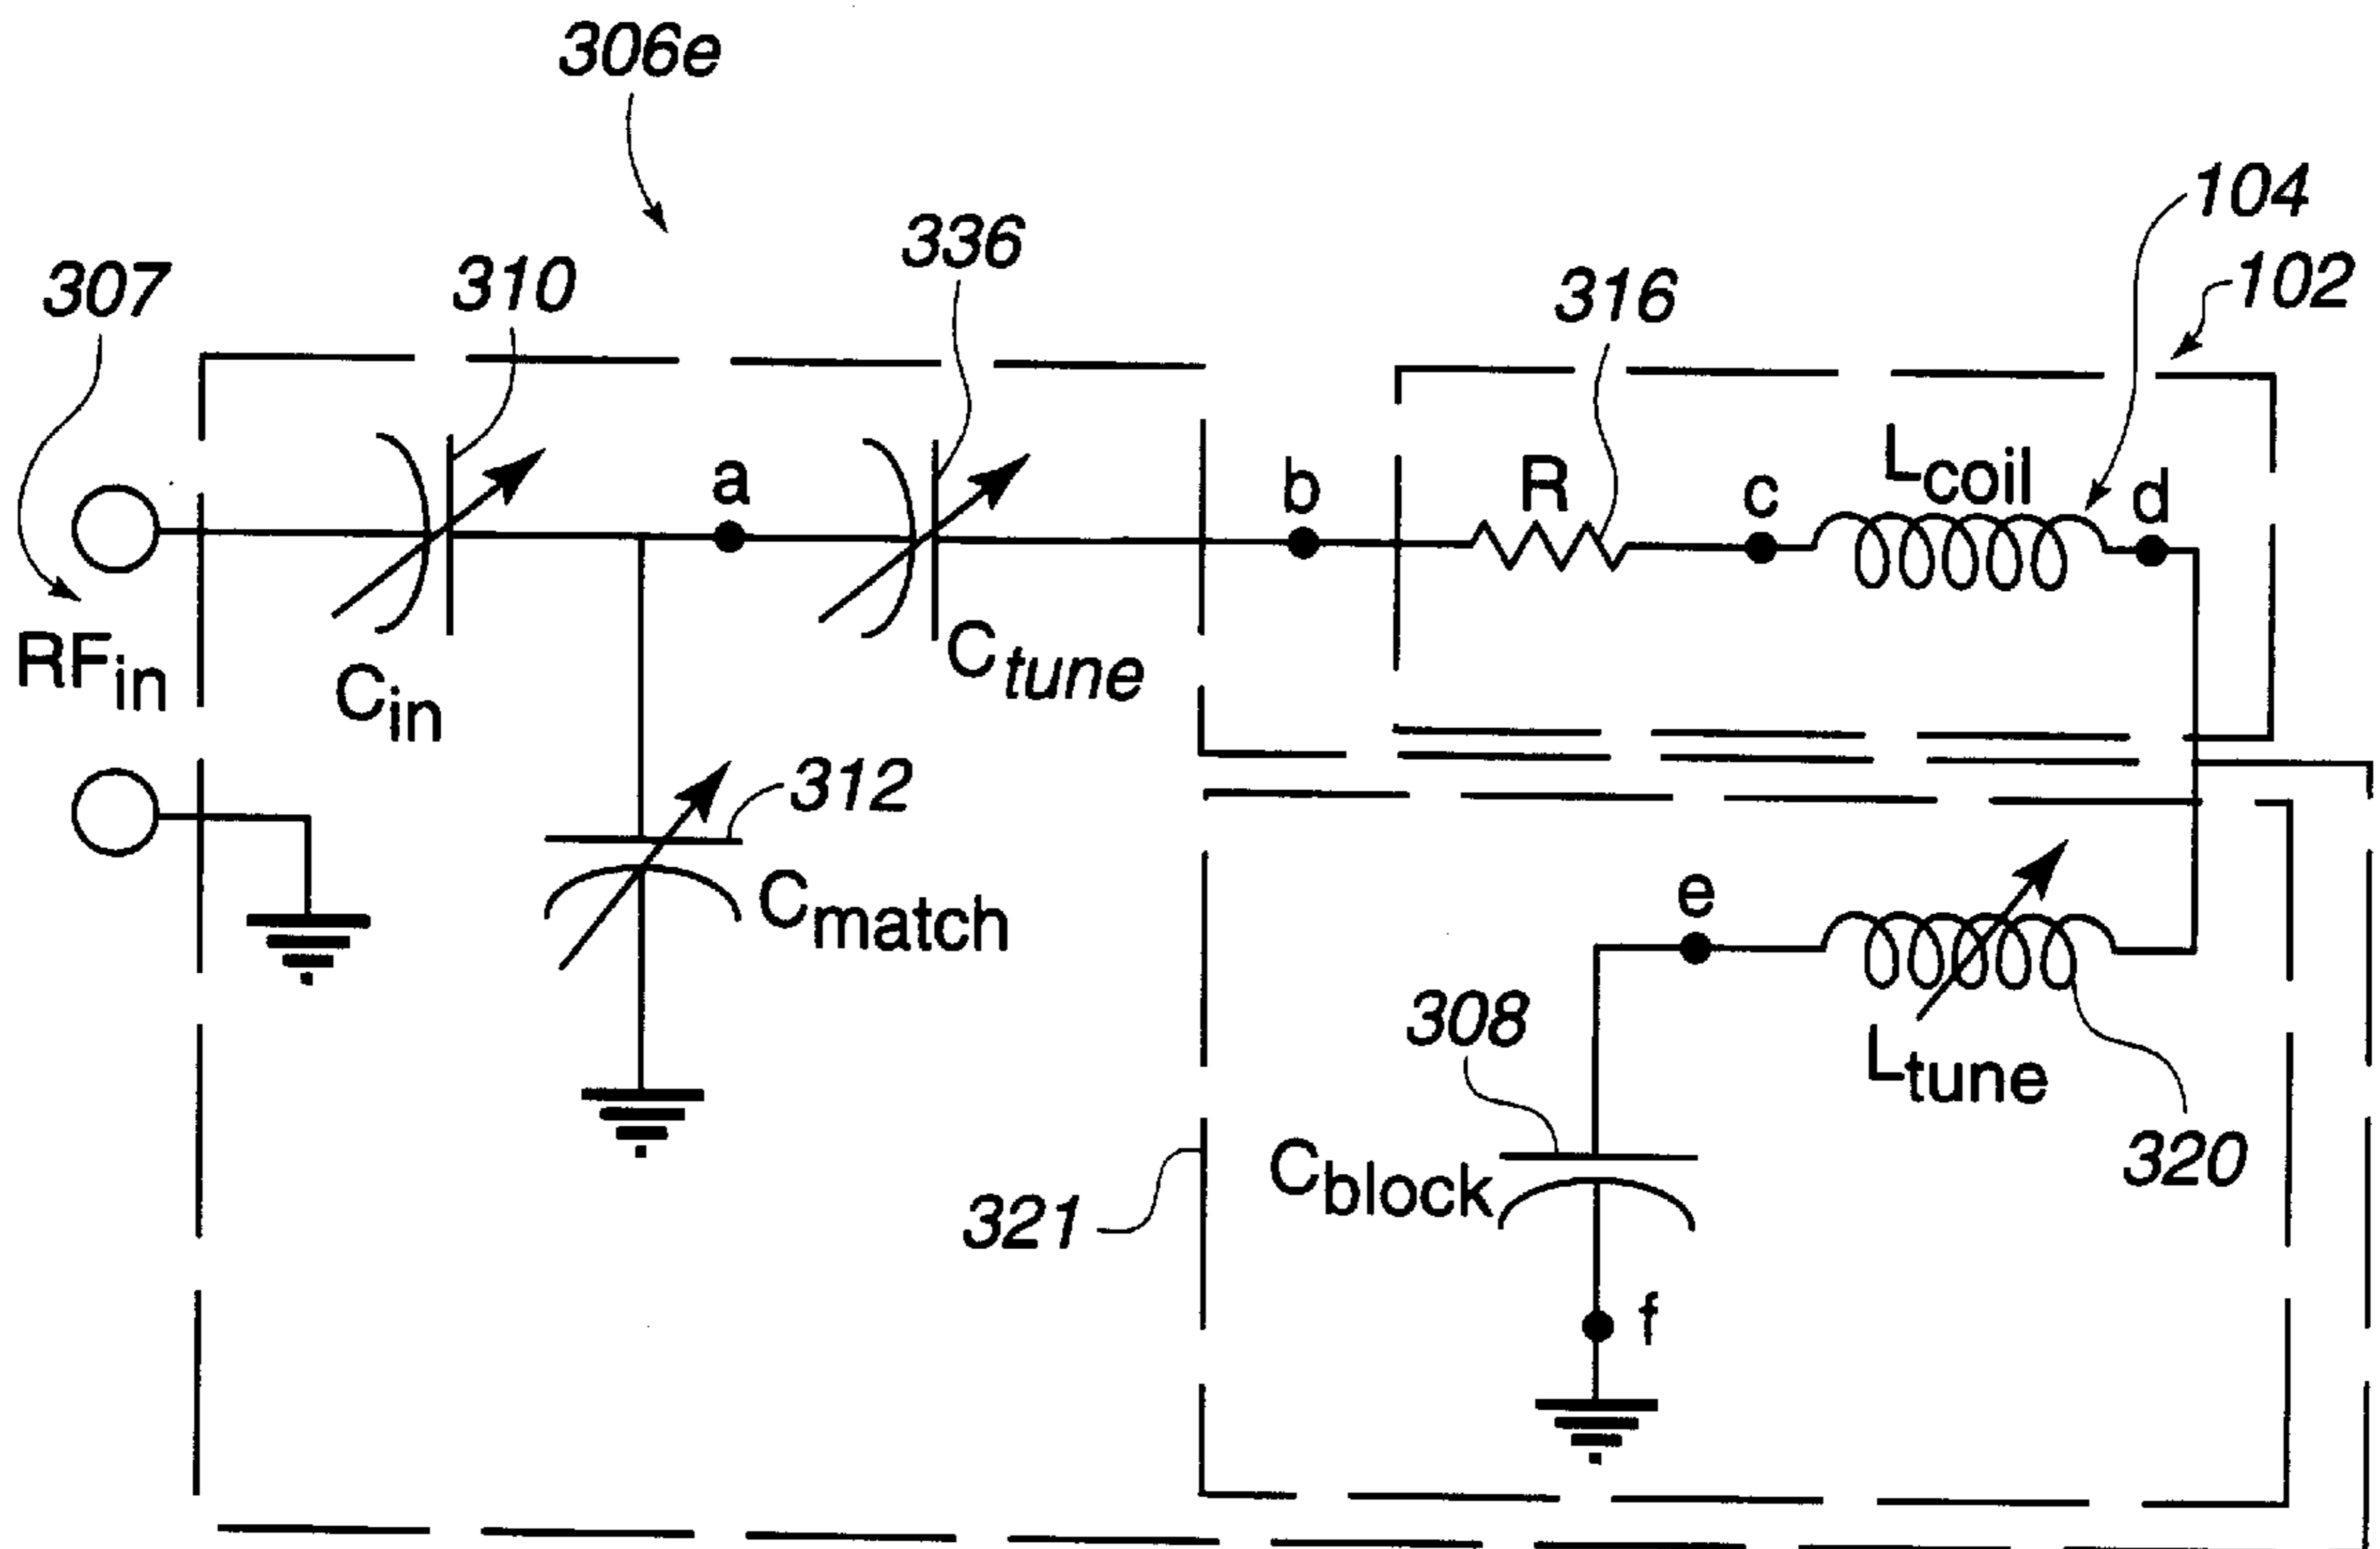 306e
104
102
336
310
316
307
a
b
R
c
Lcoil
d
RFin
Cin
Ctune
312
Cmatch
e
308
Ltune
Cblock
320
321
f